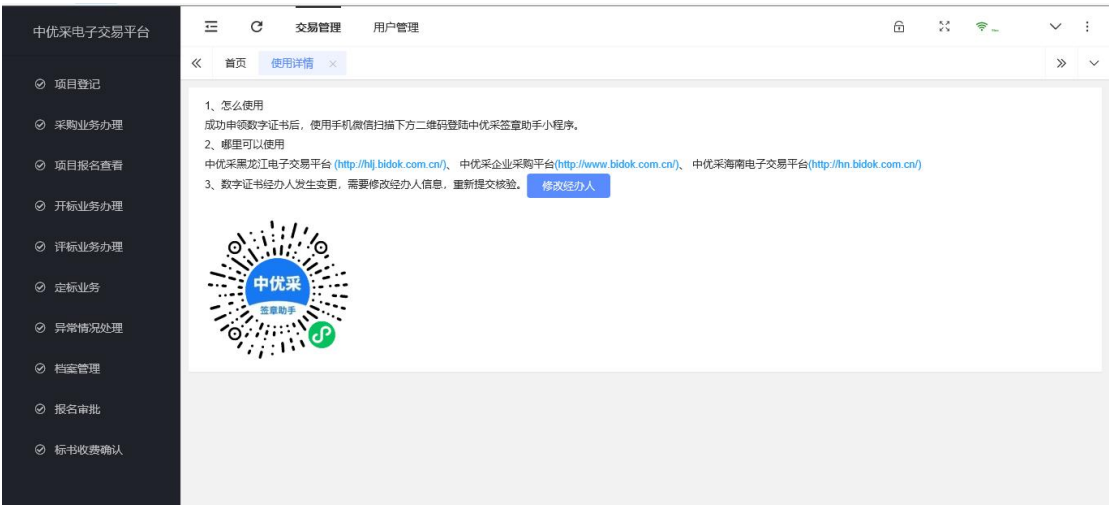 中优采电子交易平台
交易管理
用户管理
首页
使用详情
项目登记
采购业务办理
项目报名查看
开标业务办理
评标业务办理
定标业务
异常情况处理
档案管理
报名审批
标书收费确认
1、怎么使用
成功申领数字证书后，使用手机微信扫描下方二维码登陆中优采签章助手小程序。
2、哪里可以使用
中优采黑龙江电子交易平台 (http://hlj.bidok.com.cn/)、 中优采企业采购平台(http://www.bidok.com.cn/)、 中优采海南电子交易平台(http://hn.bidok.com.cn/)
3、数字证书经办人发生变更，需要修改经办人信息，重新提交核验。 修改经办人
中优采
签章助手